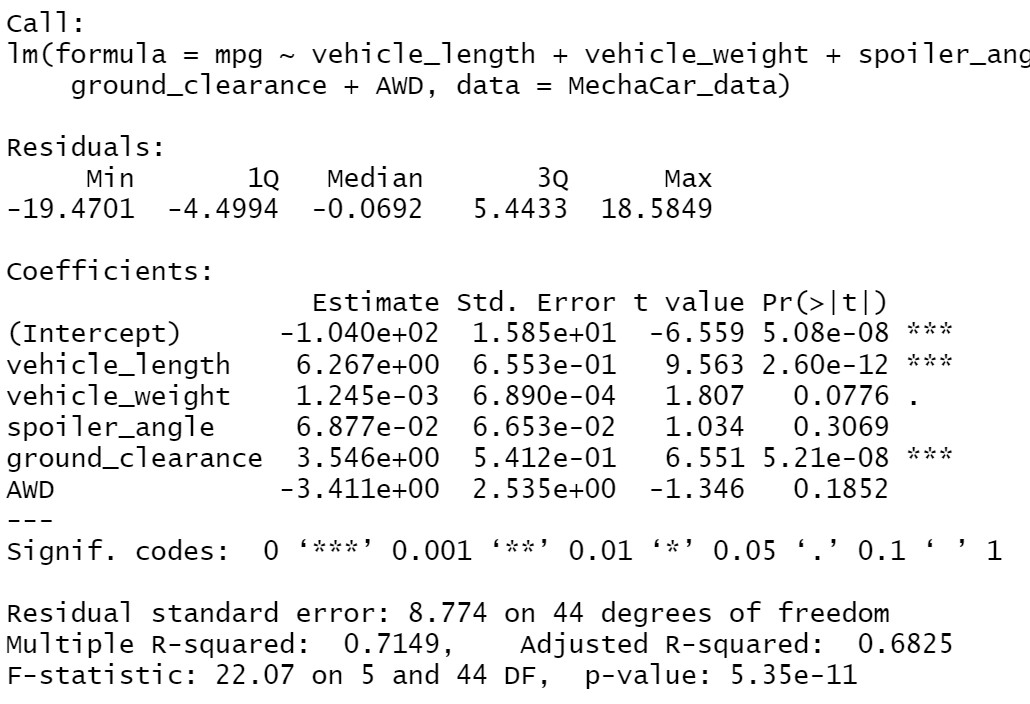 Call:
lm(formula = mpg ~ vehicle_length + vehicle_weight + spoiler_ang
    ground_clearance + AWD, data = MechaCar_data)
Residuals:
     Min       1Q   Median       3Q      Max
-19.4701  -4.4994  -0.0692   5.4433  18.5849
Coefficients:
                   Estimate Std. Error t value Pr(>|t|)
(Intercept)      -1.040e+02  1.585e+01  -6.559 5.08e-08 ***
vehicle_length    6.267e+00  6.553e-01   9.563 2.60e-12 ***
vehicle_weight    1.245e-03  6.890e-04   1.807   0.0776 .
spoiler_angle     6.877e-02  6.653e-02   1.034   0.3069
ground_clearance  3.546e+00  5.412e-01   6.551 5.21e-08 ***
AWD              -3.411e+00  2.535e+00  -1.346   0.1852
---
Signif. codes:  0 ‘***’ 0.001 ‘**’ 0.01 ‘*’ 0.05 ‘.’ 0.1 ‘ ’ 1
Residual standard error: 8.774 on 44 degrees of freedom
Multiple R-squared:  0.7149,    Adjusted R-squared:  0.6825
F-statistic: 22.07 on 5 and 44 DF,  p-value: 5.35e-11